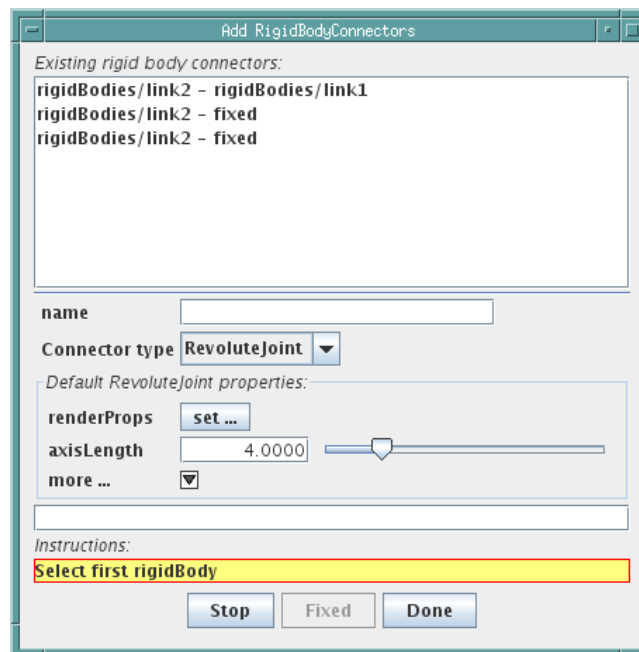 Add RigidBodyConnectors
Existing rigid body connectors:
rigidBodies/link2 - rigidBodies/link1
rigidBodies/link2 - fixed
rigidBodies/link2 - fixed
name
Connector type RevoluteJoint
Default RevoluteJoint properties:
renderProps set ...
axisLength 4.0000
more ...
Instructions:
Select first rigidBody
Stop Fixed Done